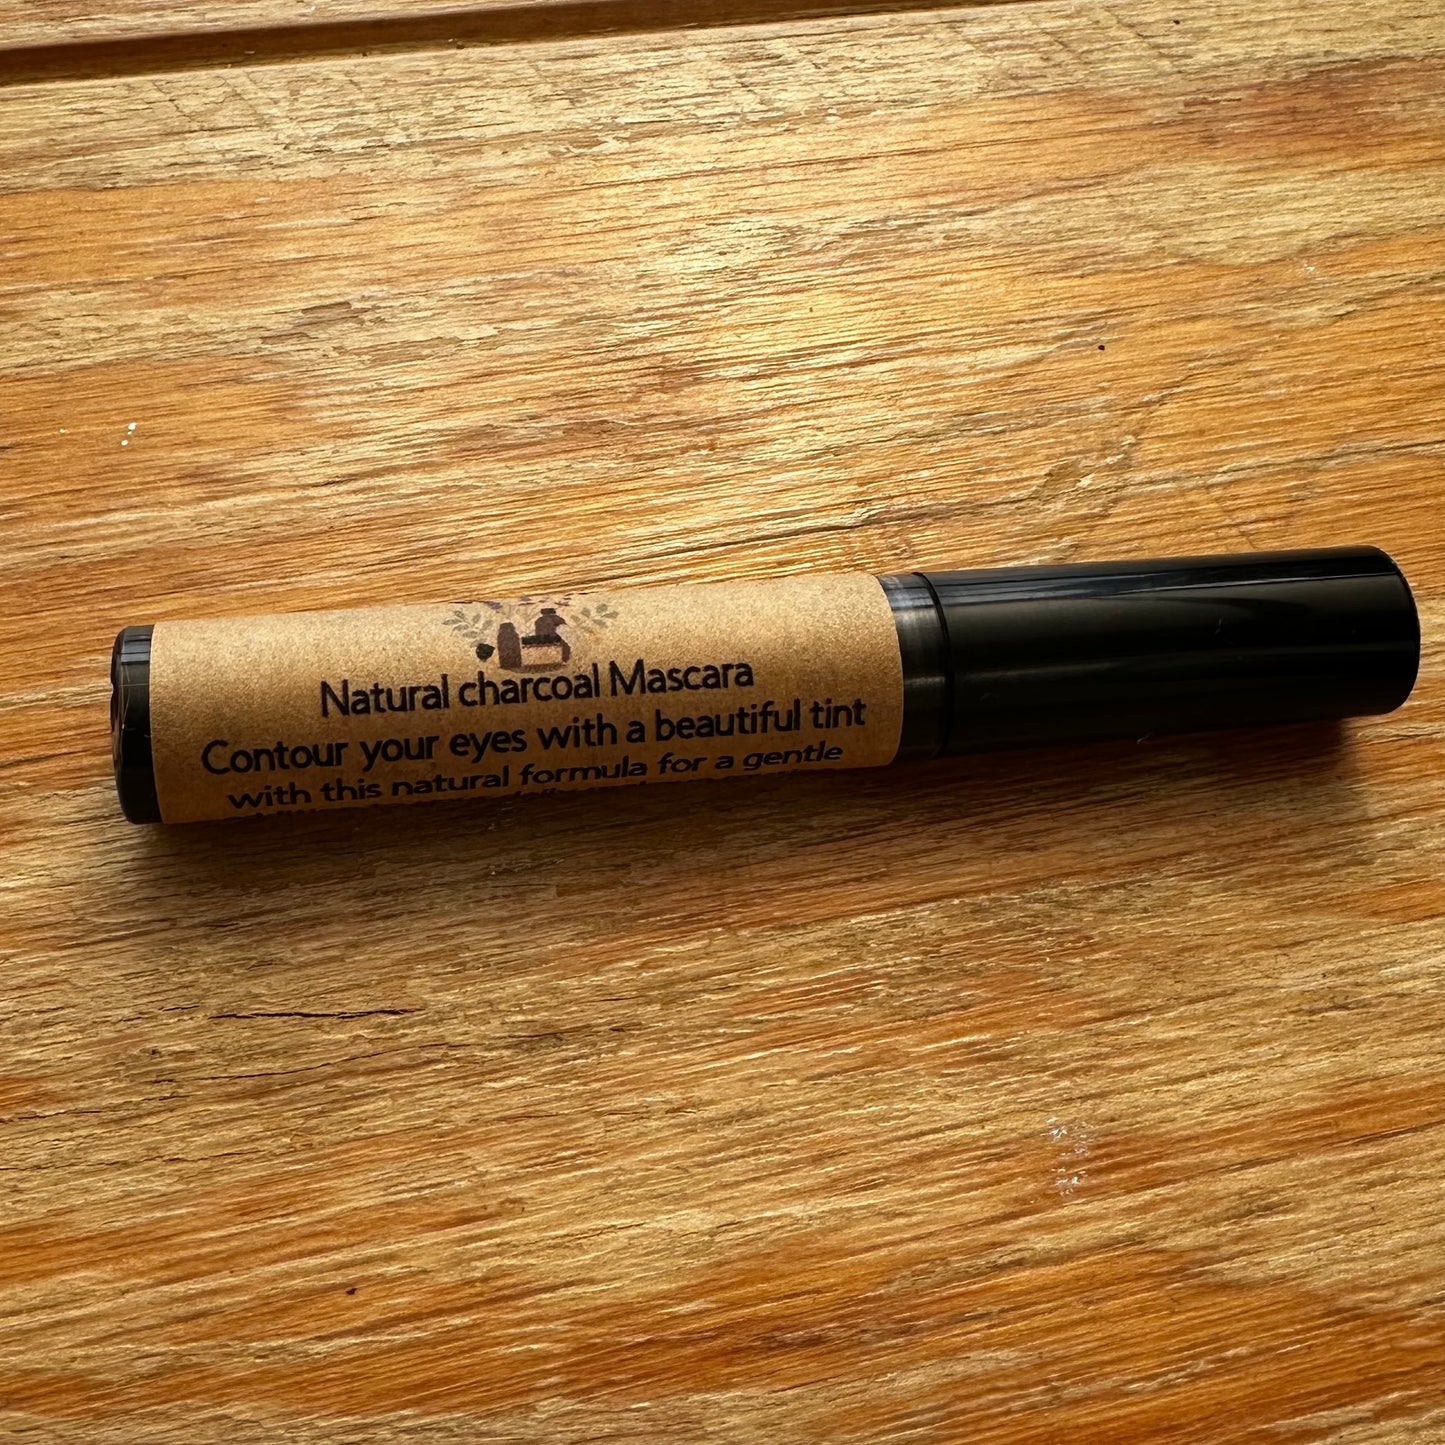 Natural charcoal Mascara
Contour your eyes with a beautiful tint
with this natural formula for a gentle